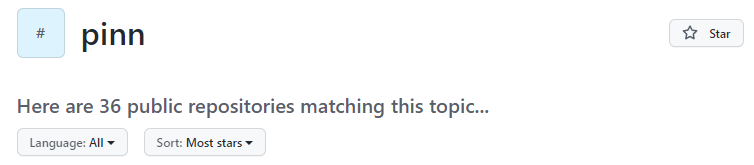 # pinn
Star
Here are 36 public repositories matching this topic...
Language: All
Sort: Most stars